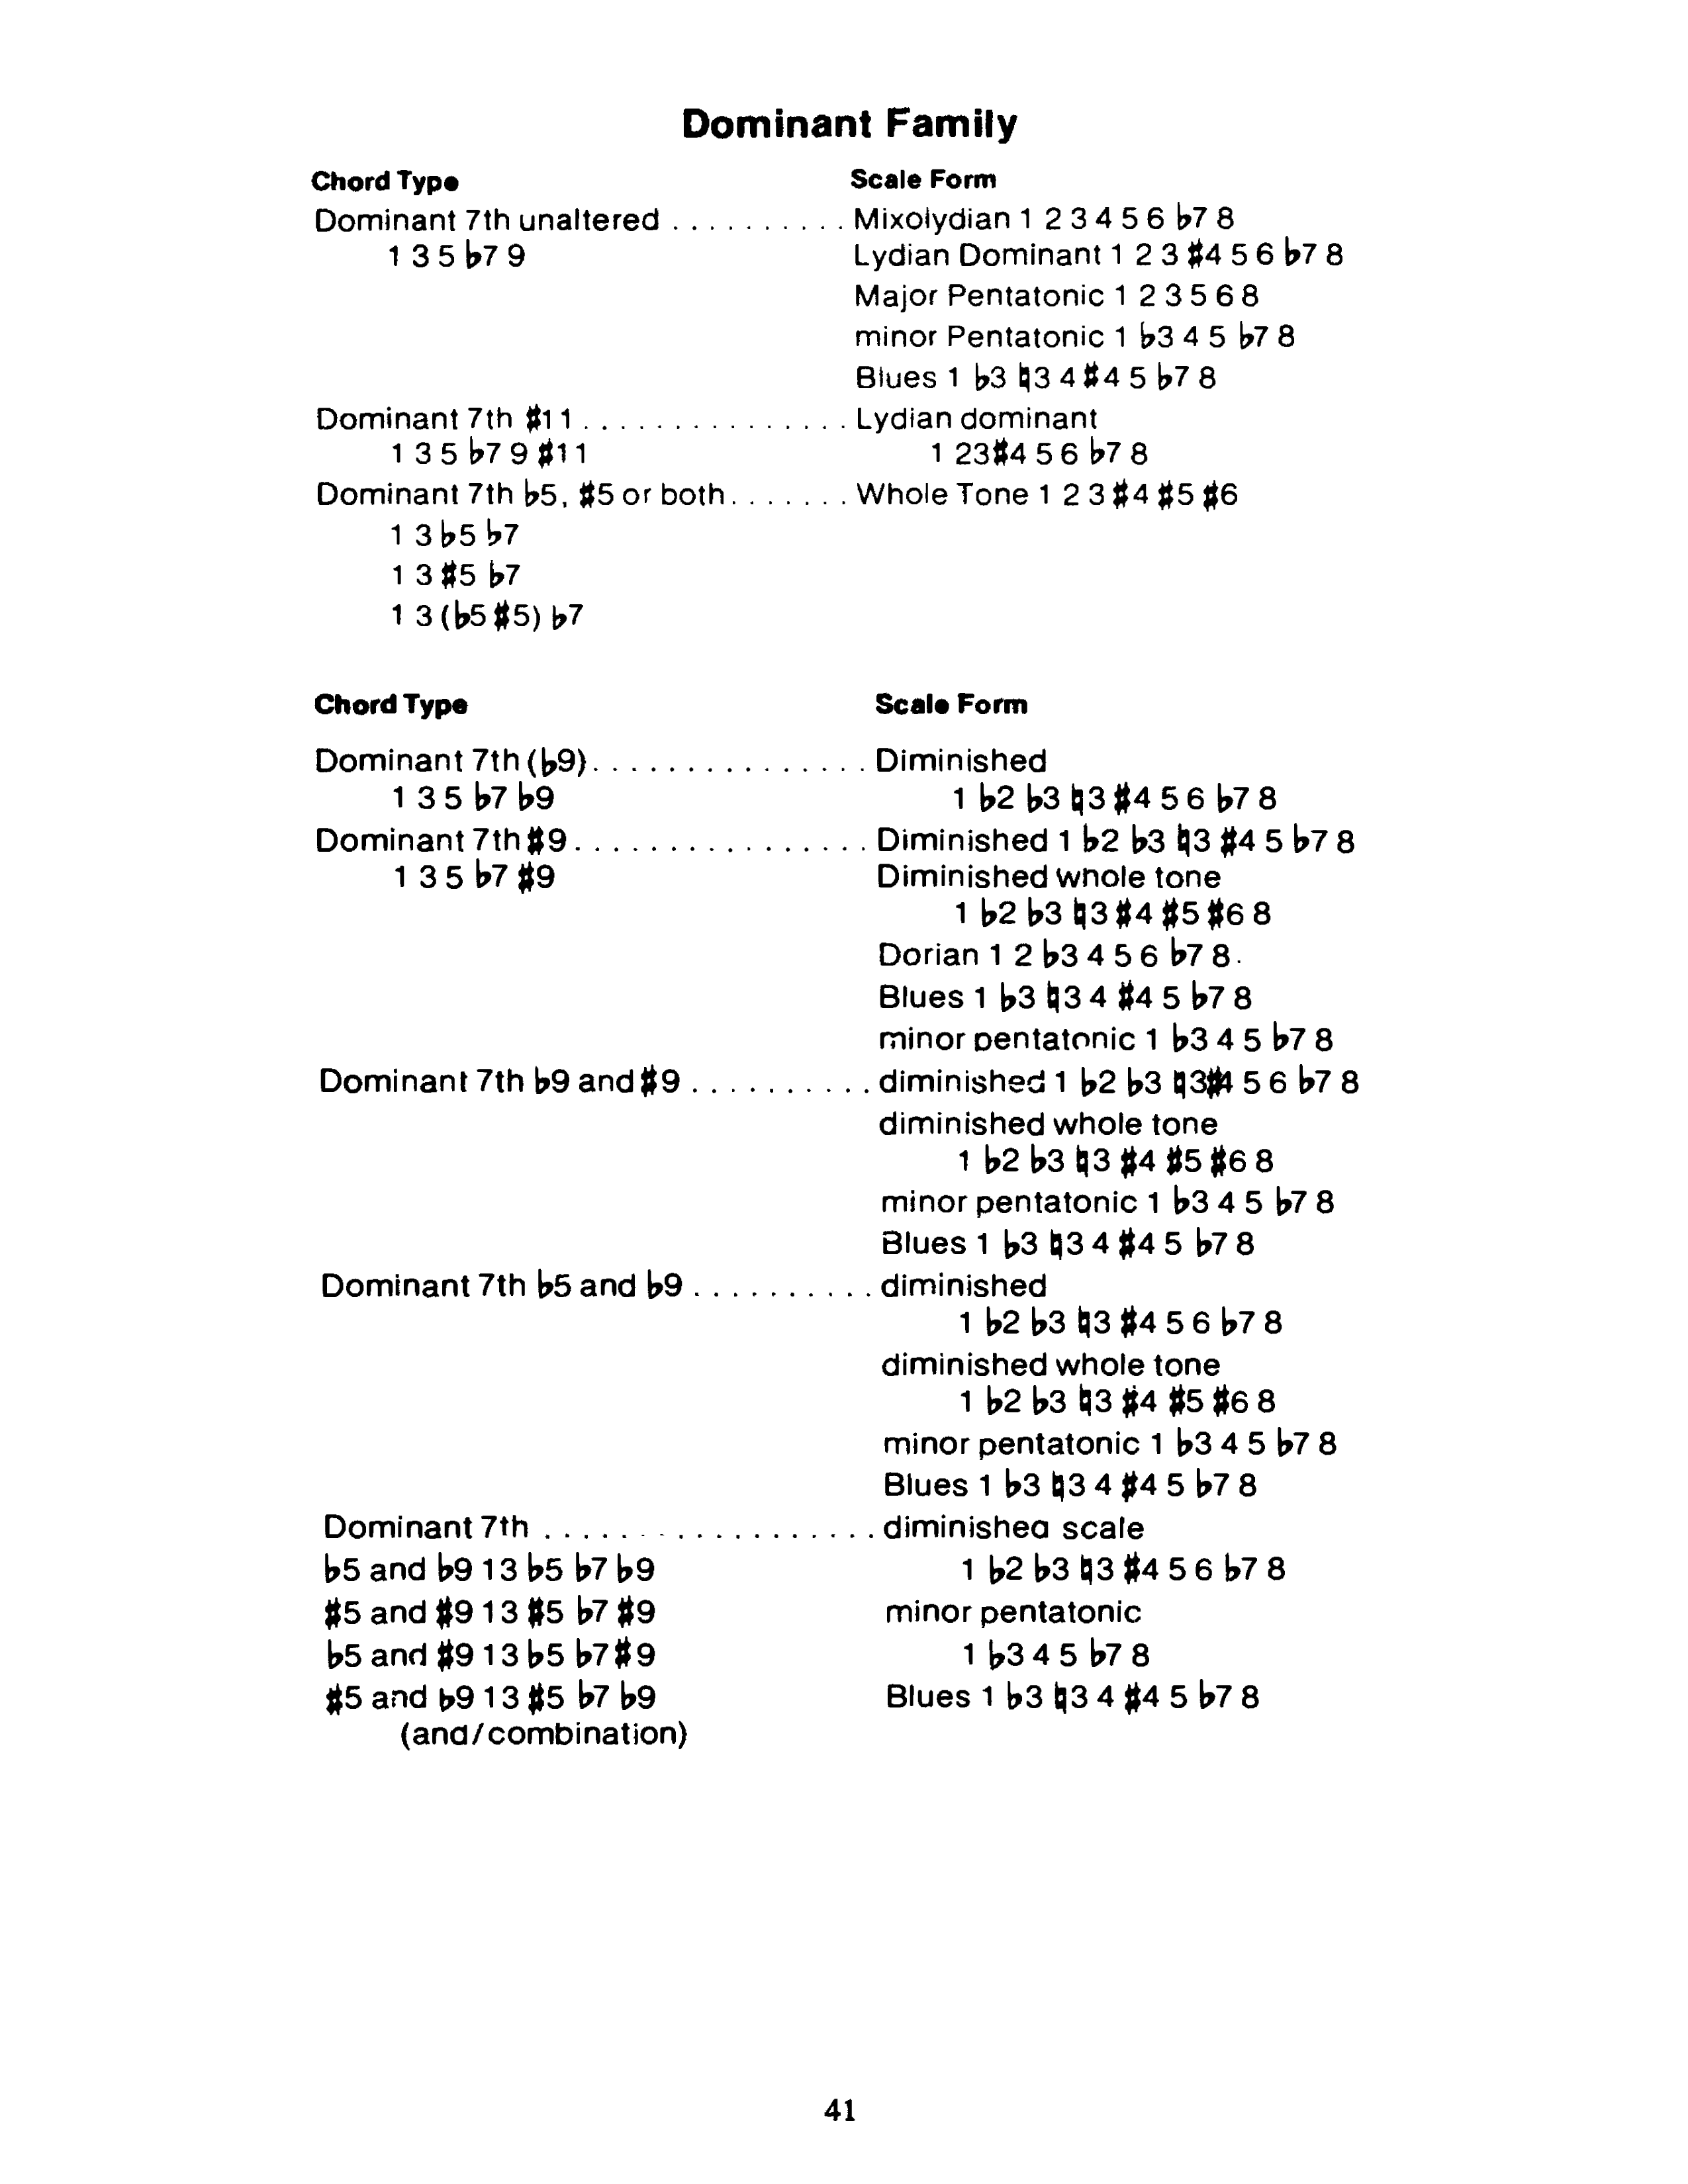 Dominant Family
Chord Type Scale Form
Dominant 7th unaltered . . . . . . . . . . Mixolydian 1 2 3 4 5 6 ♭7 8
1 3 5 ♭7 9 Lydian Dominant 1 2 3 ♯4 5 6 ♭7 8
Major Pentatonic 1 2 3 5 6 8
minor Pentatonic 1 ♭3 4 5 ♭7 8
Blues 1 ♭3 ♮3 4 ♯4 5 ♭7 8
Dominant 7th ♯11 . . . . . . . . . . . . . . . Lydian dominant
1 3 5 ♭7 9 ♯11 1 23♯4 5 6 ♭7 8
Dominant 7th ♭5, ♯5 or both. . . . . . . Whole Tone 1 2 3 ♯4 ♯5 ♯6
1 3 ♭5 ♭7
1 3 ♯5 ♭7
1 3 (♭5 ♯5) ♭7
Chord Type Scale Form
Dominant 7th (♭9). . . . . . . . . . . . . . . Diminished
1 3 5 ♭7 ♭9 1 ♭2 ♭3 ♮3 ♯4 5 6 ♭7 8
Dominant 7th ♯9. . . . . . . . . . . . . . . . Diminished 1 ♭2 ♭3 ♮3 ♯4 5 ♭7 8
1 3 5 ♭7 ♯9 Diminished whole tone
1 ♭2 ♭3 ♮3 ♯4 ♯5 ♯6 8
Dorian 1 2 ♭3 4 5 6 ♭7 8.
Blues 1 ♭3 ♮3 4 ♯4 5 ♭7 8
minor pentatonic 1 ♭3 4 5 ♭7 8
Dominant 7th ♭9 and ♯9 . . . . . . . . . . diminished 1 ♭2 ♭3 ♮3♯4 5 6 ♭7 8
diminished whole tone
1 ♭2 ♭3 ♮3 ♯4 ♯5 ♯6 8
minor pentatonic 1 ♭3 4 5 ♭7 8
Blues 1 ♭3 ♮3 4 ♯4 5 ♭7 8
Dominant 7th ♭5 and ♭9 . . . . . . . . . . diminished
1 ♭2 ♭3 ♮3 ♯4 5 6 ♭7 8
diminished whole tone
1 ♭2 ♭3 ♮3 ♯4 ♯5 ♯6 8
minor pentatonic 1 ♭3 4 5 ♭7 8
Blues 1 ♭3 ♮3 4 ♯4 5 ♭7 8
Dominant 7th . . . . . . . . . . . . . . . . . . diminished scale
♭5 and ♭9 1 3 ♭5 ♭7 ♭9 1 ♭2 ♭3 ♮3 ♯4 5 6 ♭7 8
♯5 and ♯9 1 3 ♯5 ♭7 ♯9 minor pentatonic
♭5 and ♯9 1 3 ♭5 ♭7 ♯9 1 ♭3 4 5 ♭7 8
♯5 and ♭9 1 3 ♯5 ♭7 ♭9 Blues 1 ♭3 ♮3 4 ♯4 5 ♭7 8
(and/combination)
41